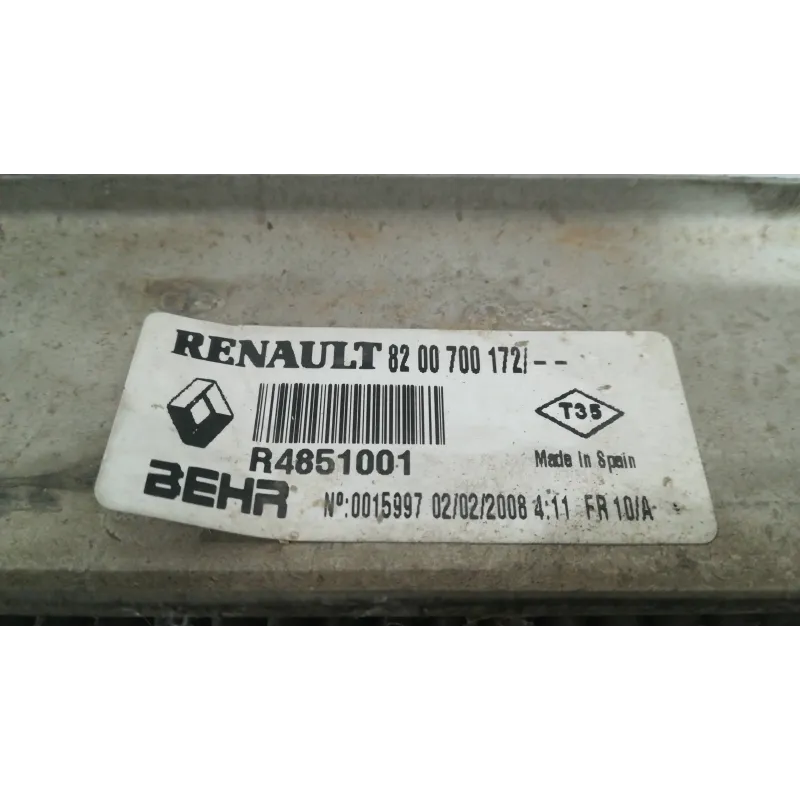 RENAULT 82 00 700 172/--
T35
R4851001
Made in Spain
BEHR Nº:0015997 02/02/2008 4:11 FR 10/A